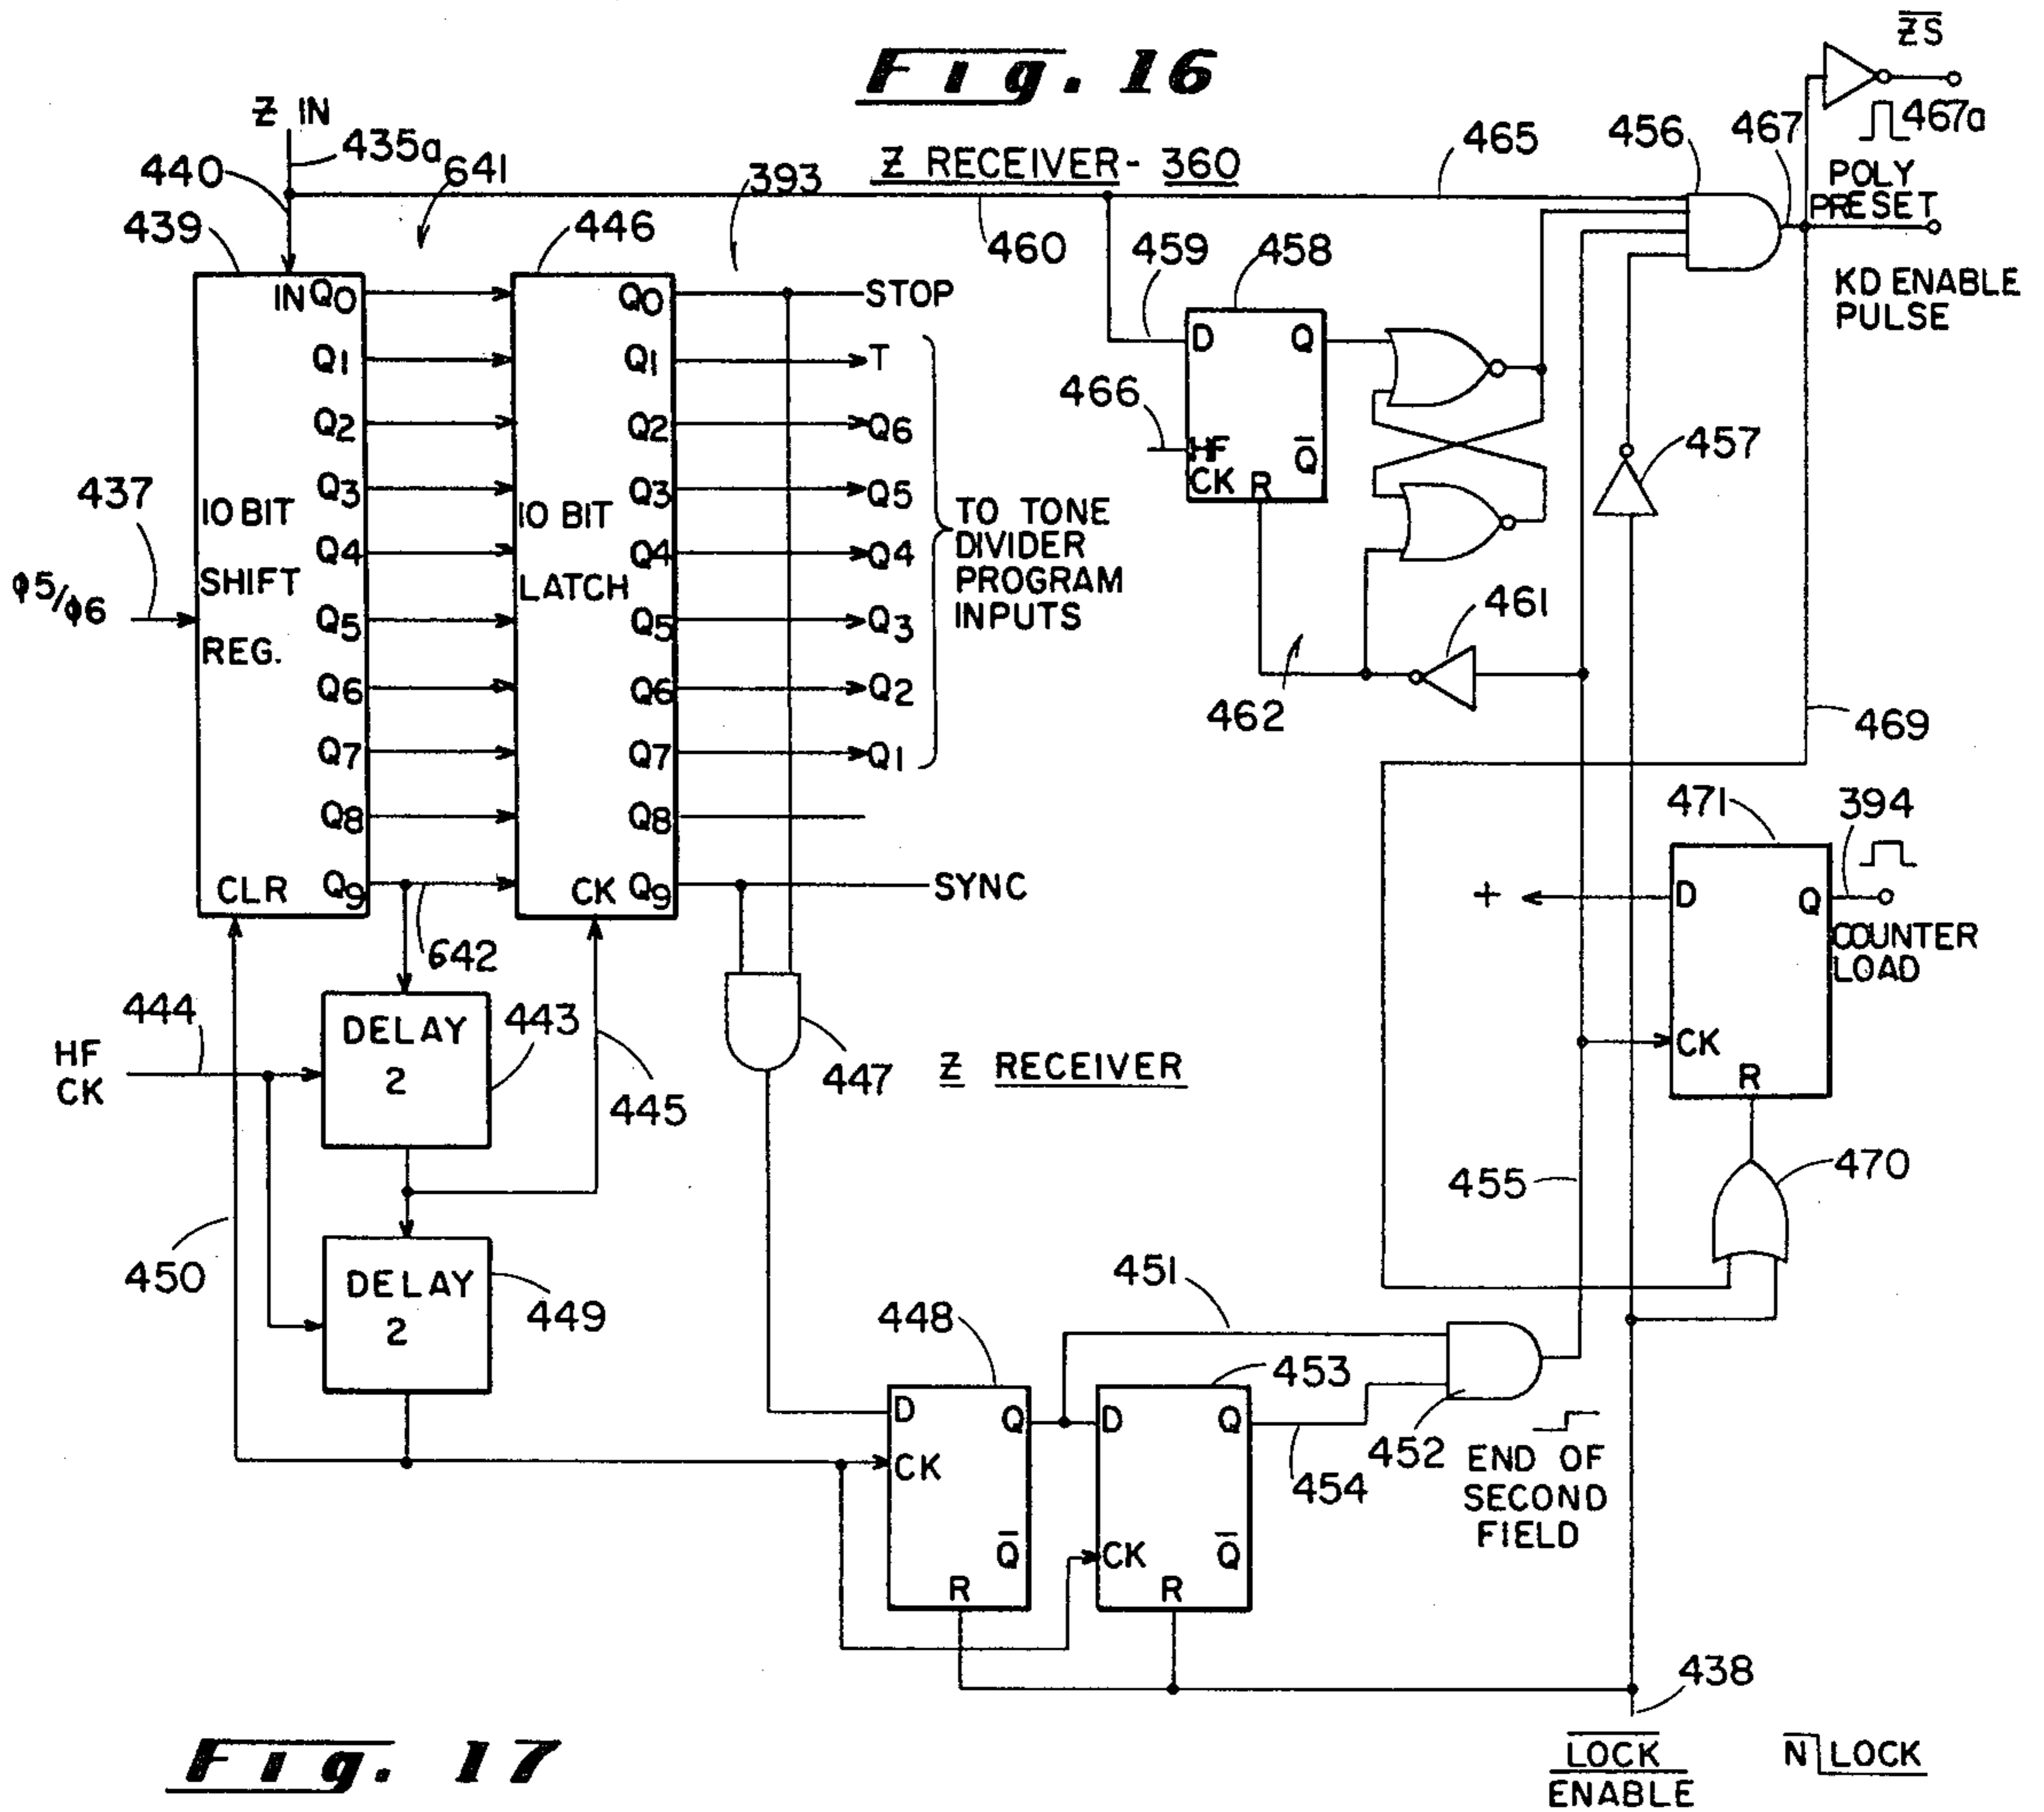 Fig. 16
Z̄S̄
Z IN
435a
440
641
Z RECEIVER - 360
393
465
456
467
467a
POLY
PRESET
439
446
460
459
458
KD ENABLE
PULSE
IN Q0
Q1
Q2
Q3
Q4
Q5
Q6
Q7
Q8
Q9
10 BIT
SHIFT
REG.
CLR
437
φ5/φ6
Q0
Q1
Q2
Q3
Q4
Q5
Q6
Q7
Q8
Q9
10 BIT
LATCH
CK
STOP
T
Q6
Q5
Q4
Q3
Q2
Q1
SYNC
TO TONE
DIVIDER
PROGRAM
INPUTS
D
Q
466
HF
CK
R
Q̄
457
461
462
469
471
394
+
D
Q
COUNTER
LOAD
CK
R
642
444
HF
CK
DELAY
2
443
445
447
Z RECEIVER
470
455
450
DELAY
2
449
451
448
453
D
Q
CK
Q̄
R
D
Q
CK
Q̄
R
452
454
END OF
SECOND
FIELD
438
L̄ŌC̄K̄
ENABLE
N̄ LOCK
Fig. 17